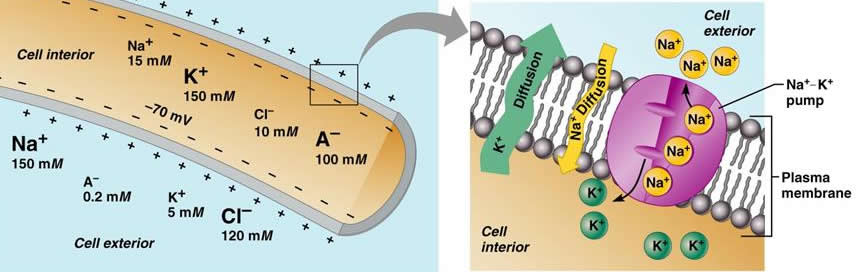 Cell interior
Na⁺
15 mM
K⁺
150 mM
Cl⁻
10 mM
–70 mV
A⁻
100 mM
Na⁺
150 mM
A⁻
0.2 mM
K⁺
5 mM
Cl⁻
120 mM
Cell exterior
Cell
exterior
Na⁺
Na⁺
Na⁺
Na⁺–K⁺
pump
K⁺ Diffusion
Na⁺ Diffusion
Na⁺
Na⁺
Na⁺
Plasma
membrane
K⁺
K⁺
Cell
interior
K⁺
K⁺